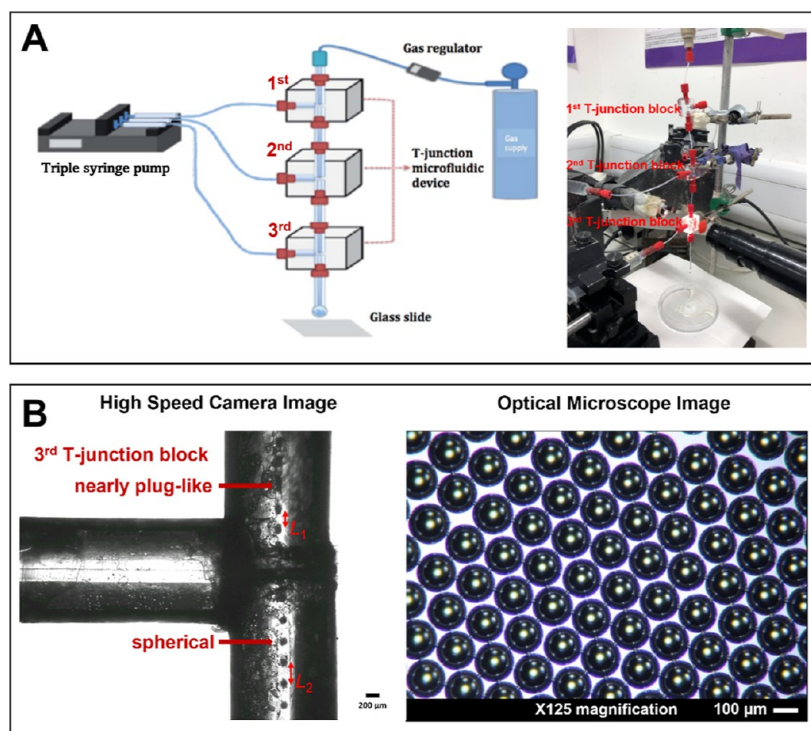 A
Gas regulator
1st
2nd
3rd
Triple syringe pump
T-junction
microfluidic
device
Gas
supply
Glass slide
1st T-junction block
2nd T-junction block
3rd T-junction block
B
High Speed Camera Image
3rd T-junction block
nearly plug-like
L1
spherical
L2
200 µm
Optical Microscope Image
X125 magnification
100 µm